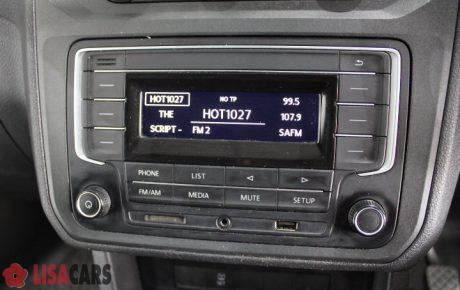 HOT1027 NO TP 99.5
THE HOT1027 107.9
SCRIPT - FM 2 SAFM
PHONE LIST ◁ ▷
FM/AM MEDIA MUTE SETUP
LISACARS